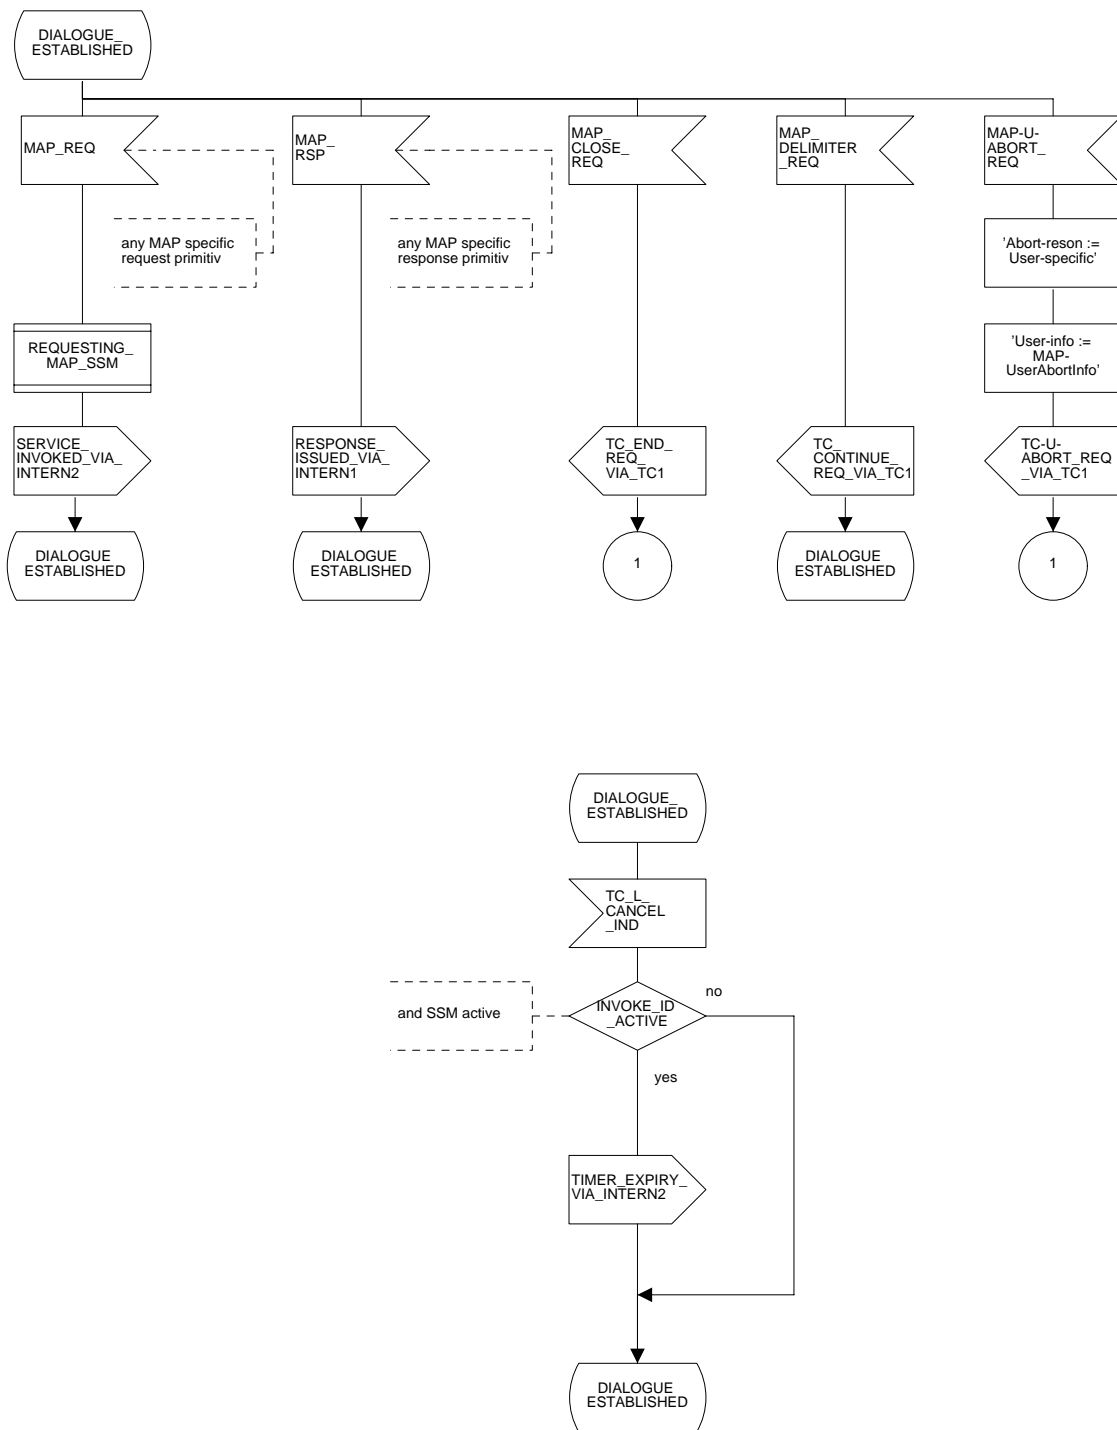 DIALOGUE_
ESTABLISHED
MAP_REQ
MAP_
RSP
MAP_
CLOSE_
REQ
MAP_
DELIMITER
_REQ
MAP-U-
ABORT_
REQ
any MAP specific
request primitiv
any MAP specific
response primitiv
'Abort-reson :=
User-specific'
REQUESTING_
MAP_SSM
'User-info :=
MAP-
UserAbortInfo'
SERVICE_
INVOKED_VIA_
INTERN2
RESPONSE_
ISSUED_VIA_
INTERN1
TC_END_
REQ_
VIA_TC1
TC_
CONTINUE_
REQ_VIA_TC1
TC-U-
ABORT_REQ
_VIA_TC1
DIALOGUE
ESTABLISHED
DIALOGUE
ESTABLISHED
1
DIALOGUE
ESTABLISHED
1
DIALOGUE_
ESTABLISHED
TC_L_
CANCEL
_IND
and SSM active
INVOKE_ID
_ACTIVE
no
yes
TIMER_EXPIRY_
VIA_INTERN2
DIALOGUE
ESTABLISHED